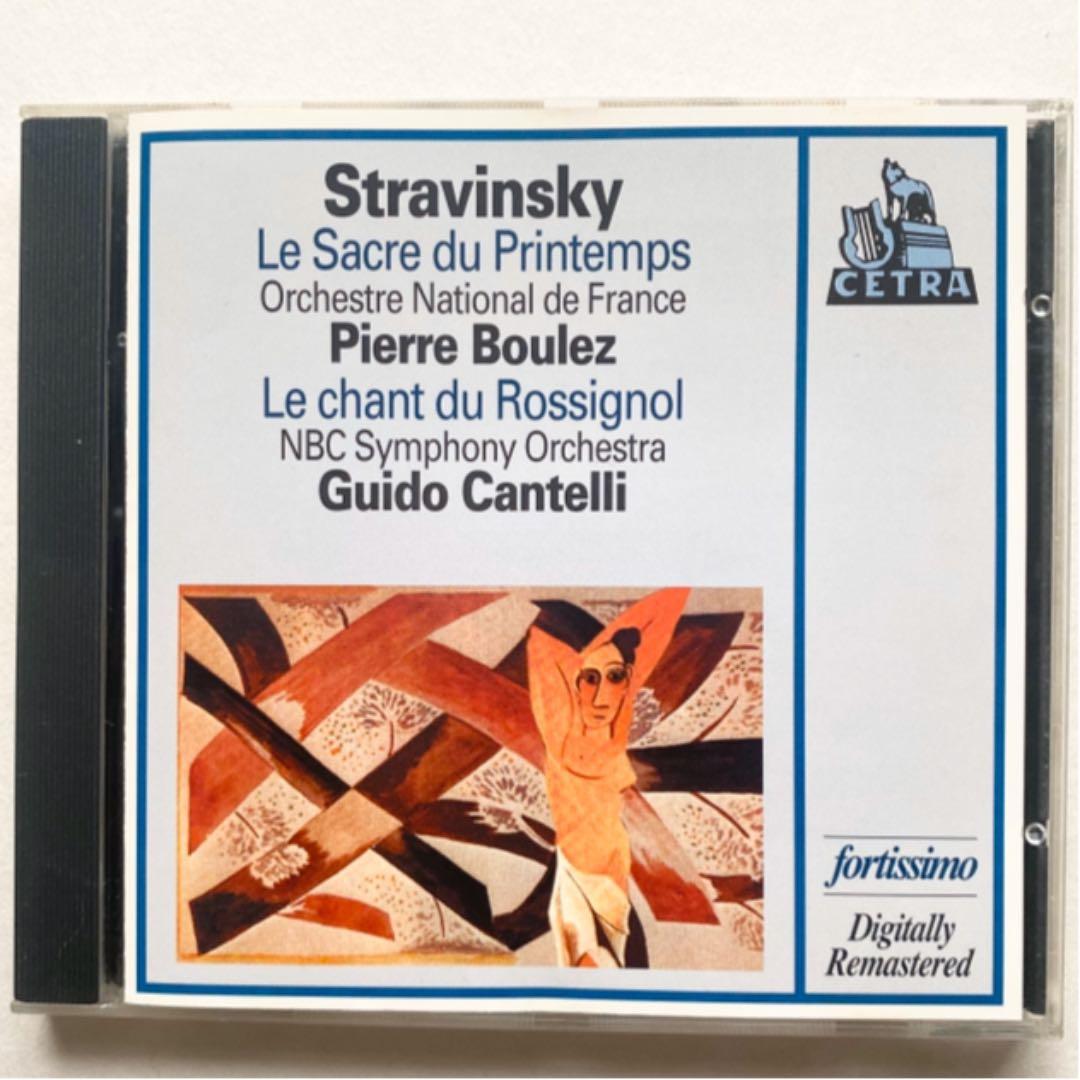 Stravinsky
Le Sacre du Printemps
Orchestre National de France
Pierre Boulez
Le chant du Rossignol
NBC Symphony Orchestra
Guido Cantelli
CETRA
fortissimo
Digitally
Remastered